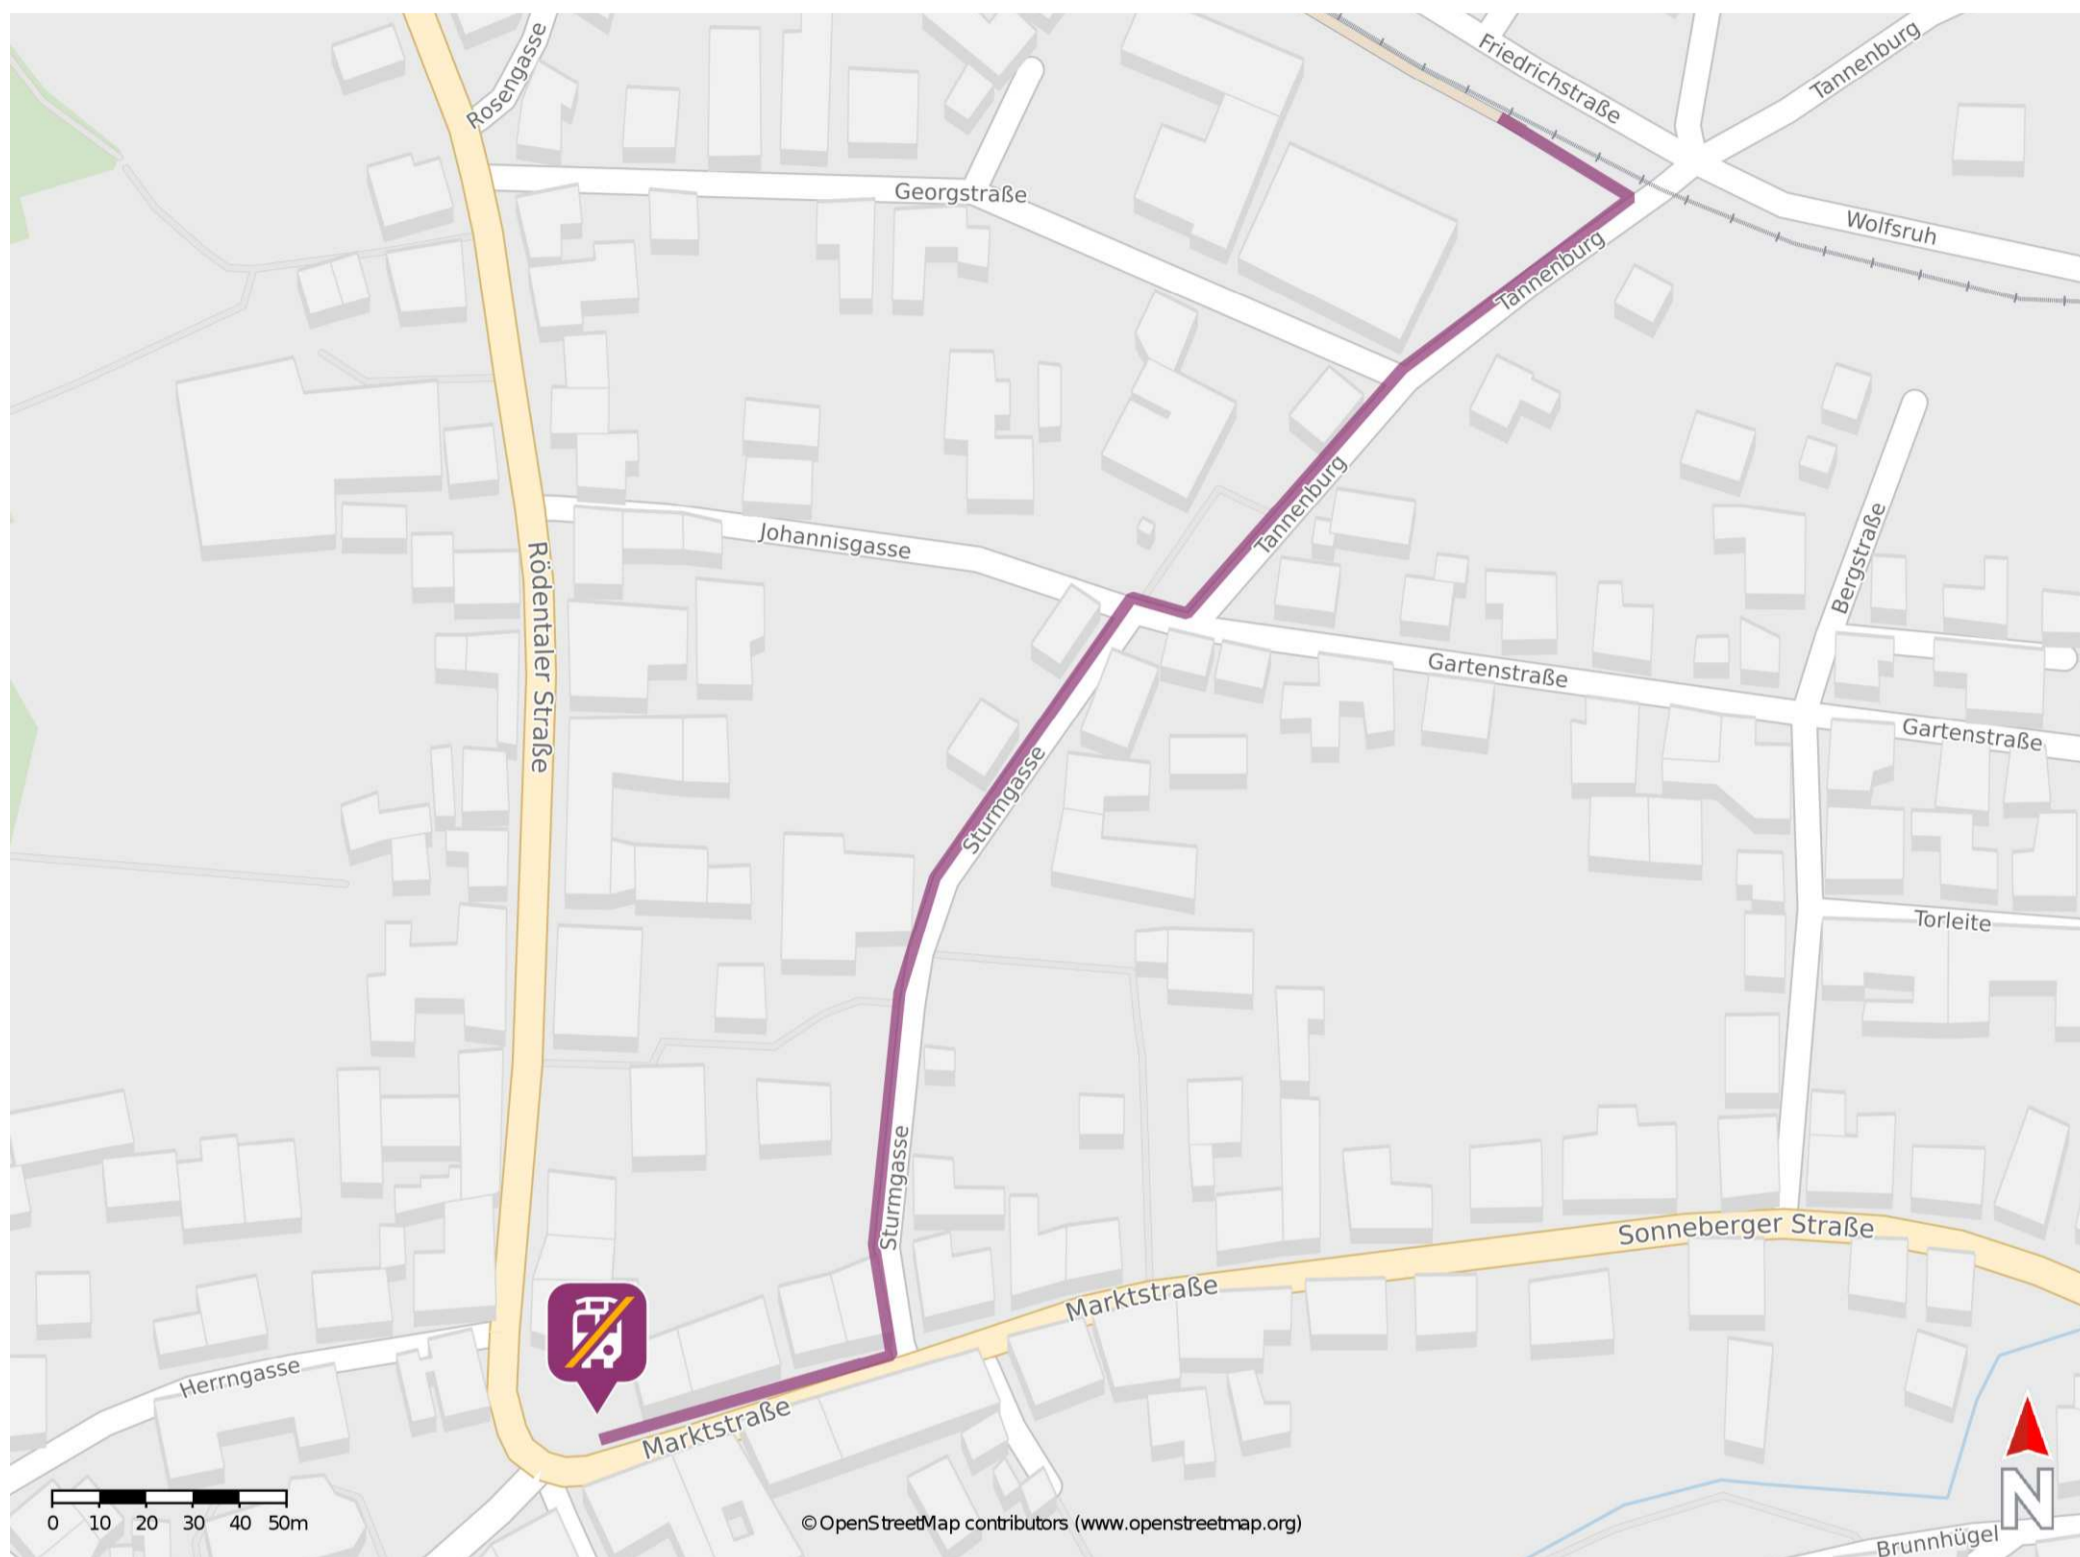 Rosengasse
Friedrichstraße
Tannenburg
Georgstraße
Wolfsruh
Tannenburg
Tannenburg
Johannisgasse
Bergstraße
Rödentaler Straße
Gartenstraße
Gartenstraße
Sturmgasse
Torleite
Sturmgasse
Sonneberger Straße
Marktstraße
Herrngasse
Marktstraße
0 10 20 30 40 50m
© OpenStreetMap contributors (www.openstreetmap.org)
N
Brunnhügel